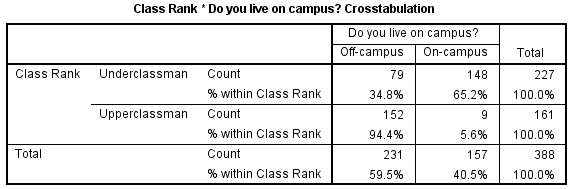 Class Rank * Do you live on campus? Crosstabulation
Do you live on campus?
Off-campus On-campus Total
Class Rank Underclassman Count 79 148 227
% within Class Rank 34.8% 65.2% 100.0%
Upperclassman Count 152 9 161
% within Class Rank 94.4% 5.6% 100.0%
Total Count 231 157 388
% within Class Rank 59.5% 40.5% 100.0%